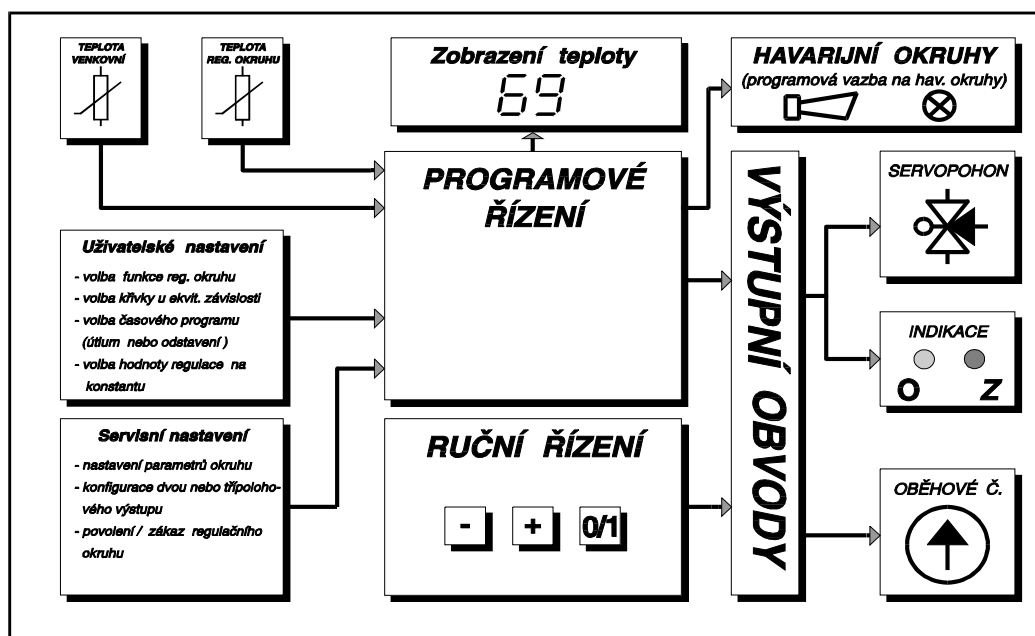 TEPLOTA
VENKOVNÍ
TEPLOTA
REG. OKRUHU
Zobrazení teploty
69
HAVARIJNÍ OKRUHY
(programová vazba na hav. okruhy)
PROGRAMOVÉ
ŘÍZENÍ
Uživatelské nastavení
- volba funkce reg. okruhu
- volba křivky u ekvit. závislosti
- volba časového programu
(útlum nebo odstavení )
- volba hodnoty regulace na
konstantu
Servisní nastavení
- nastavení parametrů okruhu
- konfigurace dvou nebo třípoloho-
vého výstupu
- povolení / zákaz regulačního
okruhu
RUČNÍ ŘÍZENÍ
- + 0/1
VÝSTUPNÍ OBVODY
SERVOPOHON
INDIKACE
O Z
OBĚHOVÉ Č.